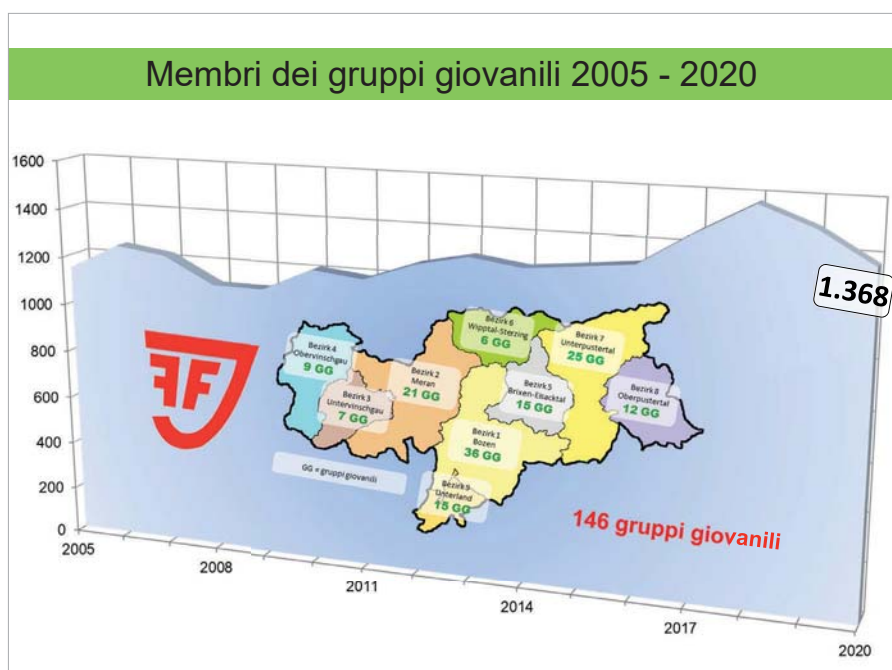 Membri dei gruppi giovanili 2005 - 2020
1600
1400
1200
1000
800
600
400
200
0
2005
2008
2011
2014
2017
2020
1.368
Bezirk 4
Obervinschgau
9 GG
Bezirk 3
Untervinschgau
7 GG
Bezirk 2
Meran
21 GG
Bezirk 6
Wipptal-Sterzing
6 GG
Bezirk 7
Unterpustertal
25 GG
Bezirk 5
Brixen-Eisacktal
15 GG
Bezirk 8
Oberpustertal
12 GG
Bezirk 1
Bozen
36 GG
Bezirk 9
Unterland
15 GG
GG = gruppi giovanili
146 gruppi giovanili